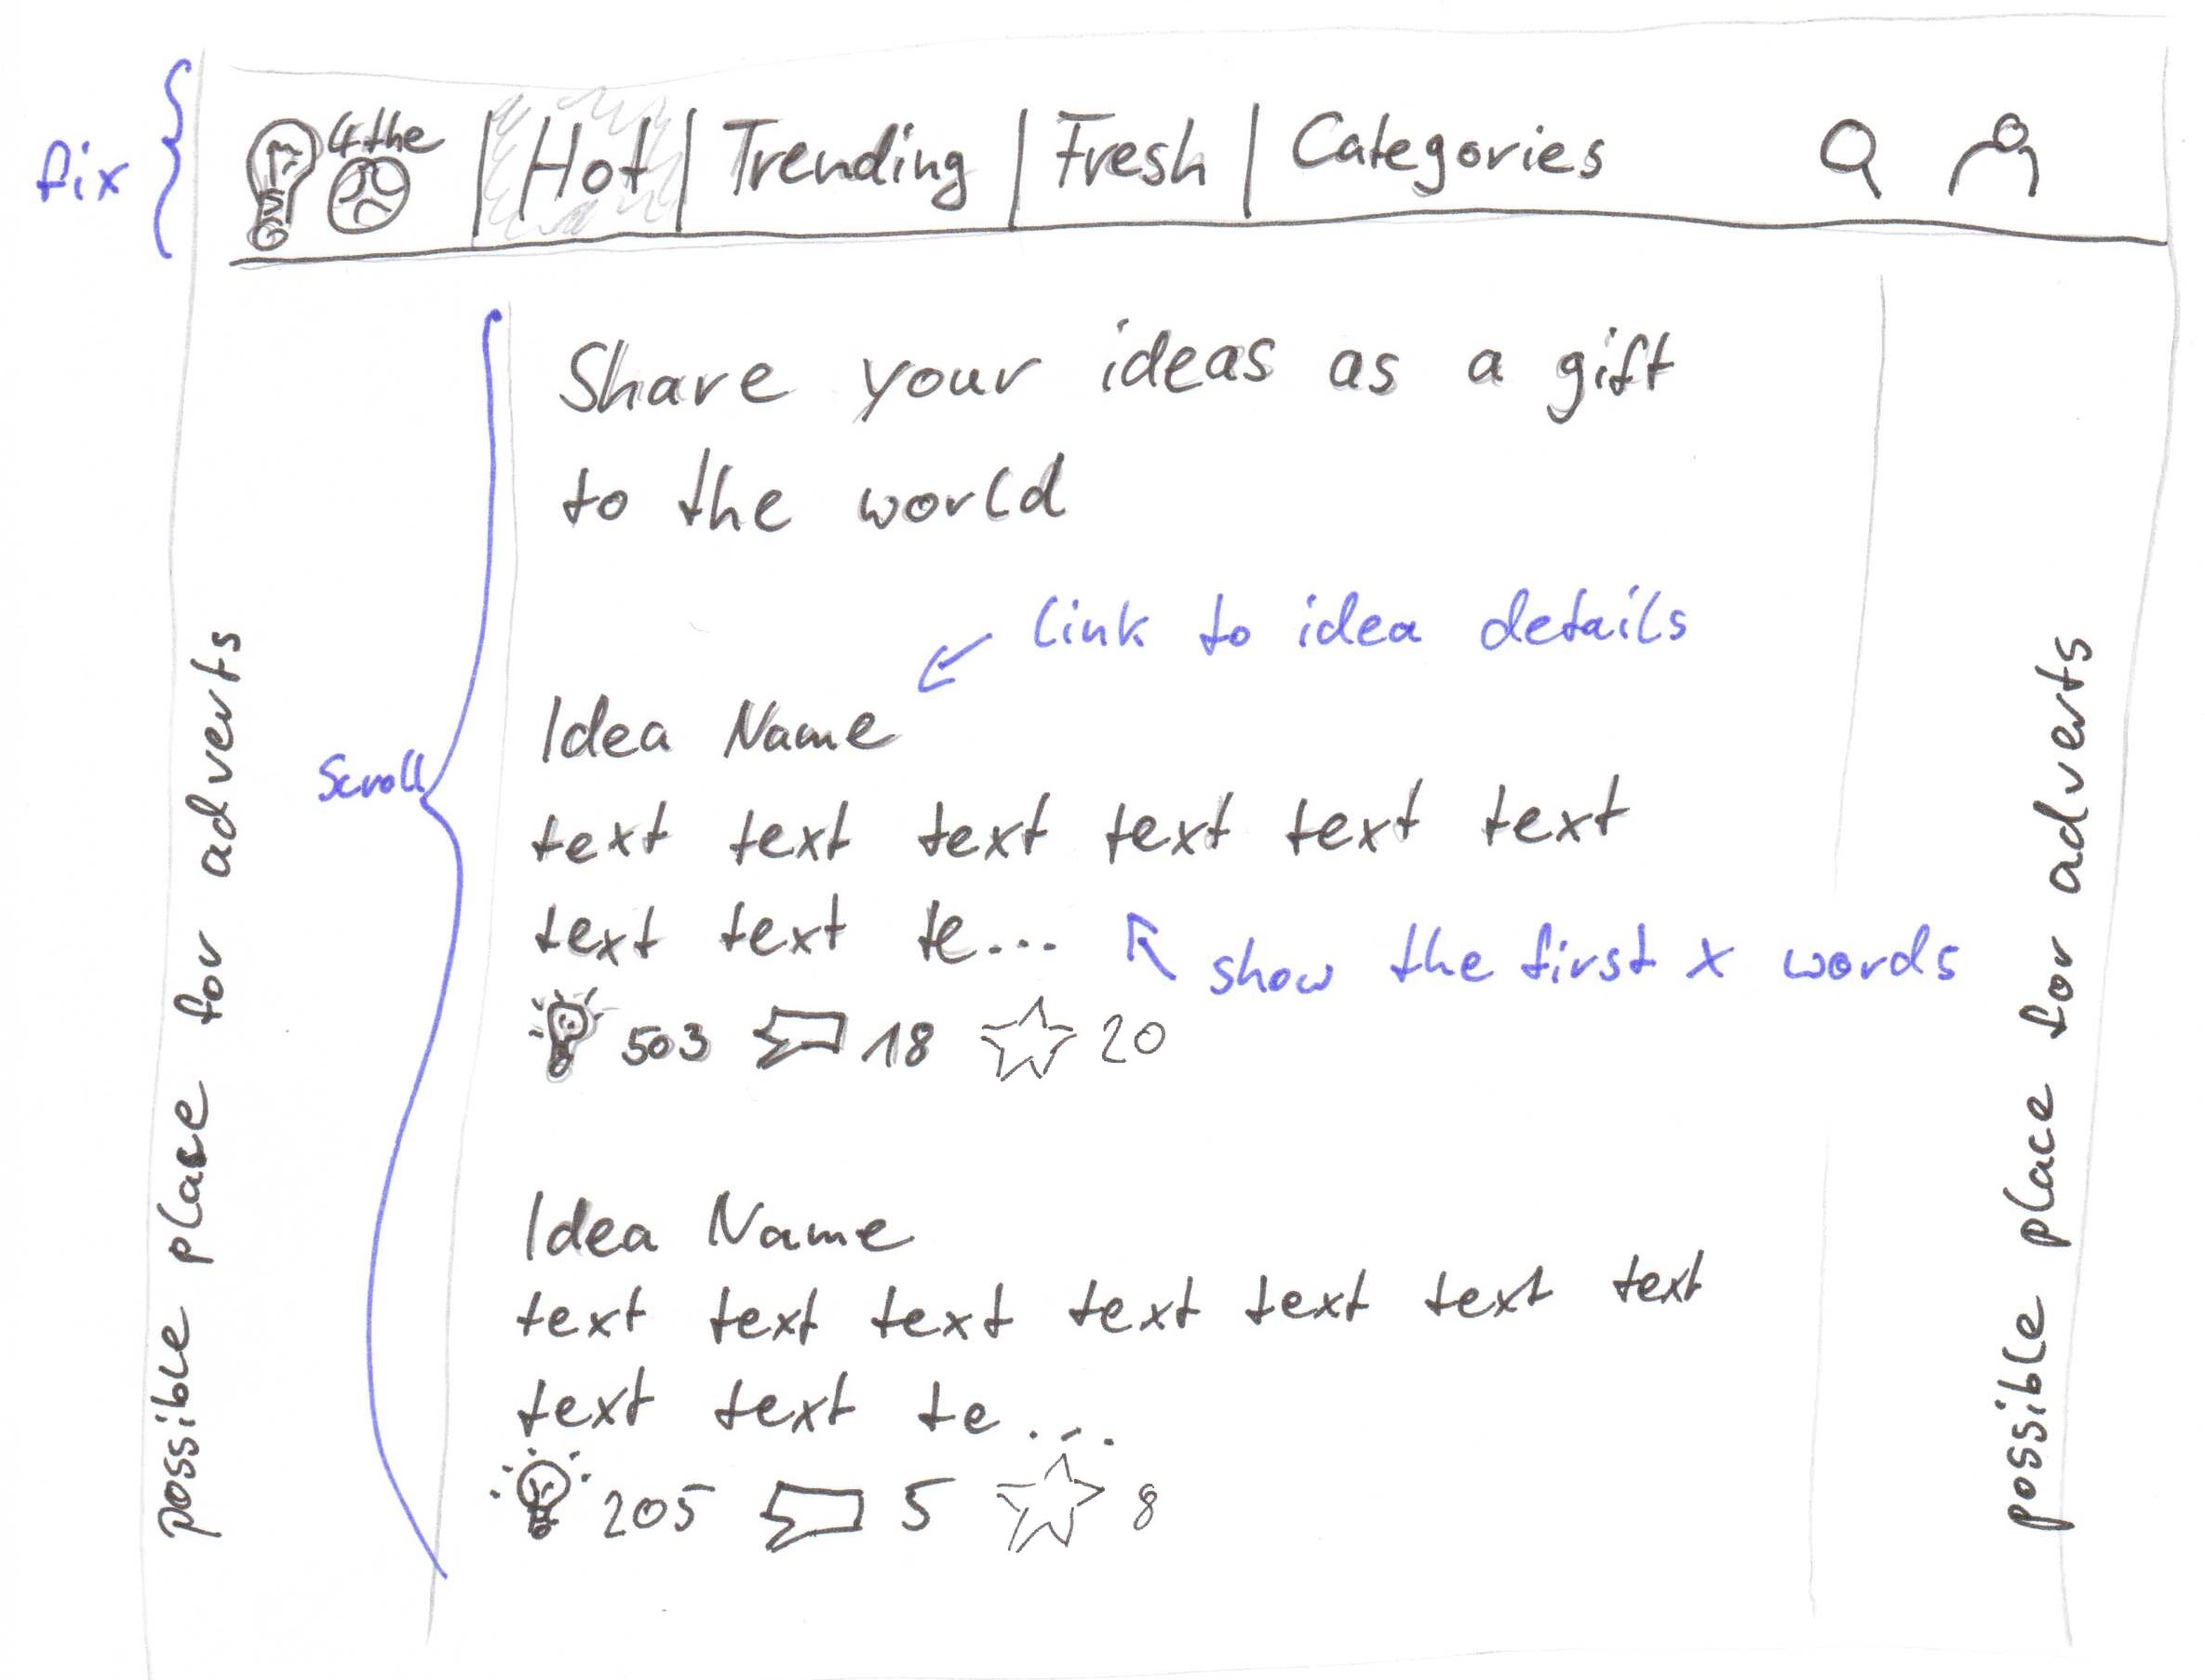 fix
4 the
Hot Trending Fresh Categories
Share your ideas as a gift
to the world
link to idea details
Idea Name
Scroll
text text text text text text
text text te...
show the first x words
503 18 20
Idea Name
text text text text text text text
text text te...
205 5 8
possible place for adverts
possible place for adverts